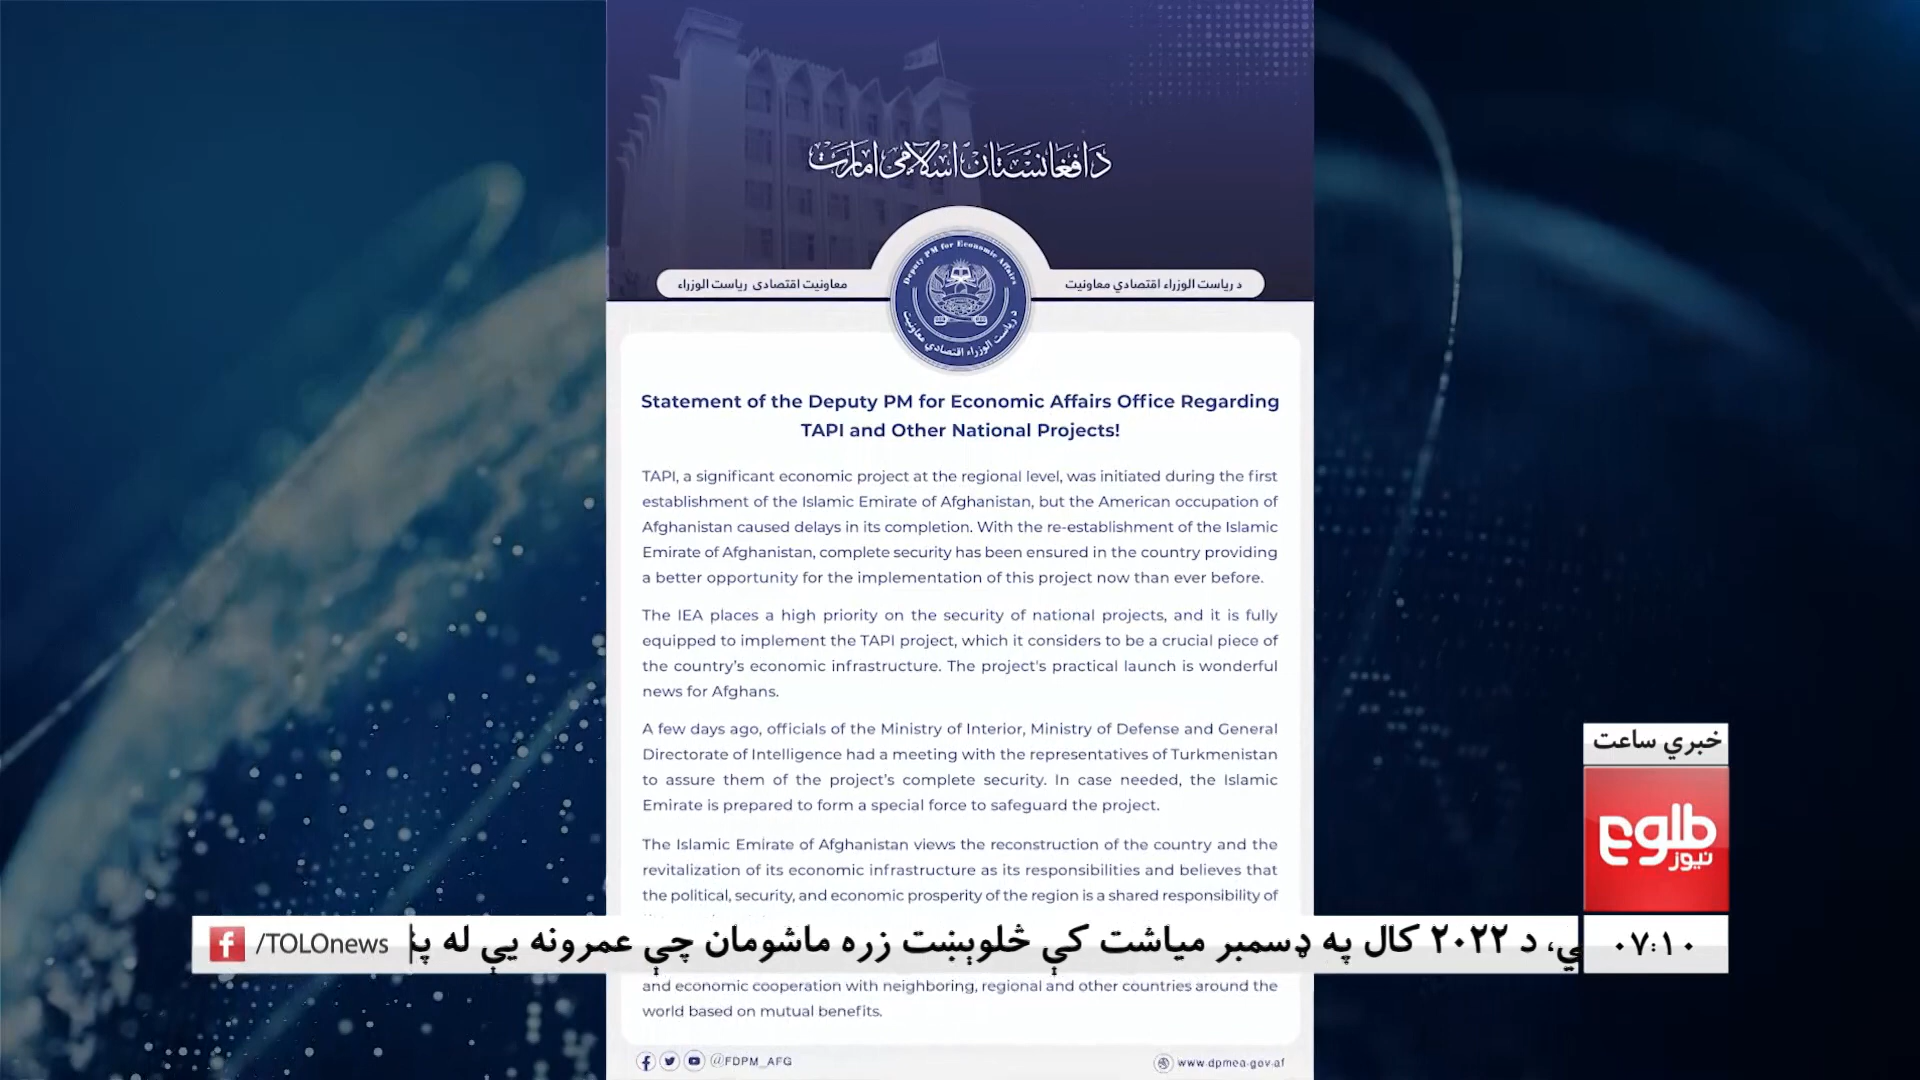 د افغانستان اسلامي امارت
معاونیت اقتصادی ریاست الوزراء
د ریاست الوزراء اقتصادي معاونیت
Deputy PM for Economic Affairs
د ریاست الوزراء اقتصادي معاونیت
Statement of the Deputy PM for Economic Affairs Office Regarding
TAPI and Other National Projects!
TAPI, a significant economic project at the regional level, was initiated during the first
establishment of the Islamic Emirate of Afghanistan, but the American occupation of
Afghanistan caused delays in its completion. With the re-establishment of the Islamic
Emirate of Afghanistan, complete security has been ensured in the country providing
a better opportunity for the implementation of this project now than ever before.
The IEA places a high priority on the security of national projects, and it is fully
equipped to implement the TAPI project, which it considers to be a crucial piece of
the country's economic infrastructure. The project's practical launch is wonderful
news for Afghans.
A few days ago, officials of the Ministry of Interior, Ministry of Defense and General
Directorate of Intelligence had a meeting with the representatives of Turkmenistan
to assure them of the project's complete security. In case needed, the Islamic
Emirate is prepared to form a special force to safeguard the project.
The Islamic Emirate of Afghanistan views the reconstruction of the country and the
revitalization of its economic infrastructure as its responsibilities and believes that
the political, security, and economic prosperity of the region is a shared responsibility of
and economic cooperation with neighboring, regional and other countries around the
world based on mutual benefits.
@FDPM_AFG
www.dpmea.gov.af
خبري ساعت
طلوع
نیوز
۰۷:۱۰
/TOLOnews
د ۲۰۲۲ کال په ډسمبر میاشت کې څلوېښت زره ماشومان چې عمرونه یې له